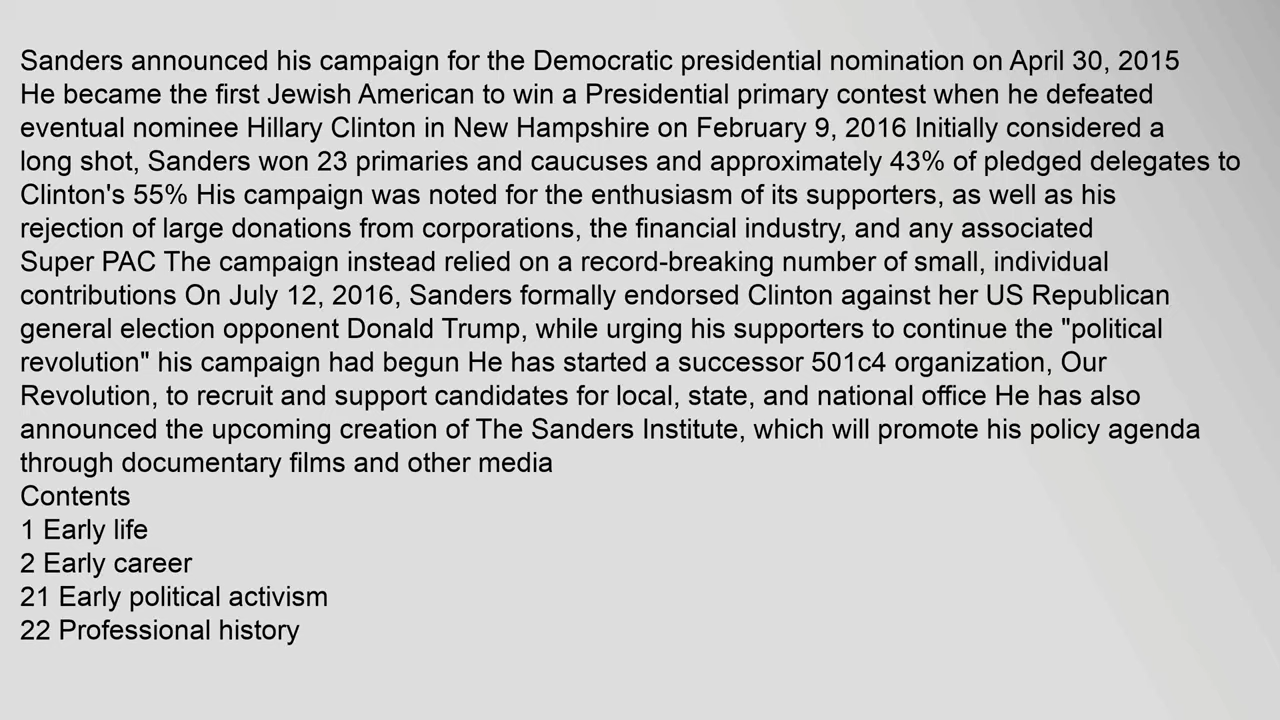 Sanders announced his campaign for the Democratic presidential nomination on April 30, 2015
He became the first Jewish American to win a Presidential primary contest when he defeated
eventual nominee Hillary Clinton in New Hampshire on February 9, 2016 Initially considered a
long shot, Sanders won 23 primaries and caucuses and approximately 43% of pledged delegates to
Clinton's 55% His campaign was noted for the enthusiasm of its supporters, as well as his
rejection of large donations from corporations, the financial industry, and any associated
Super PAC The campaign instead relied on a record-breaking number of small, individual
contributions On July 12, 2016, Sanders formally endorsed Clinton against her US Republican
general election opponent Donald Trump, while urging his supporters to continue the "political
revolution" his campaign had begun He has started a successor 501c4 organization, Our
Revolution, to recruit and support candidates for local, state, and national office He has also
announced the upcoming creation of The Sanders Institute, which will promote his policy agenda
through documentary films and other media
Contents
1 Early life
2 Early career
21 Early political activism
22 Professional history